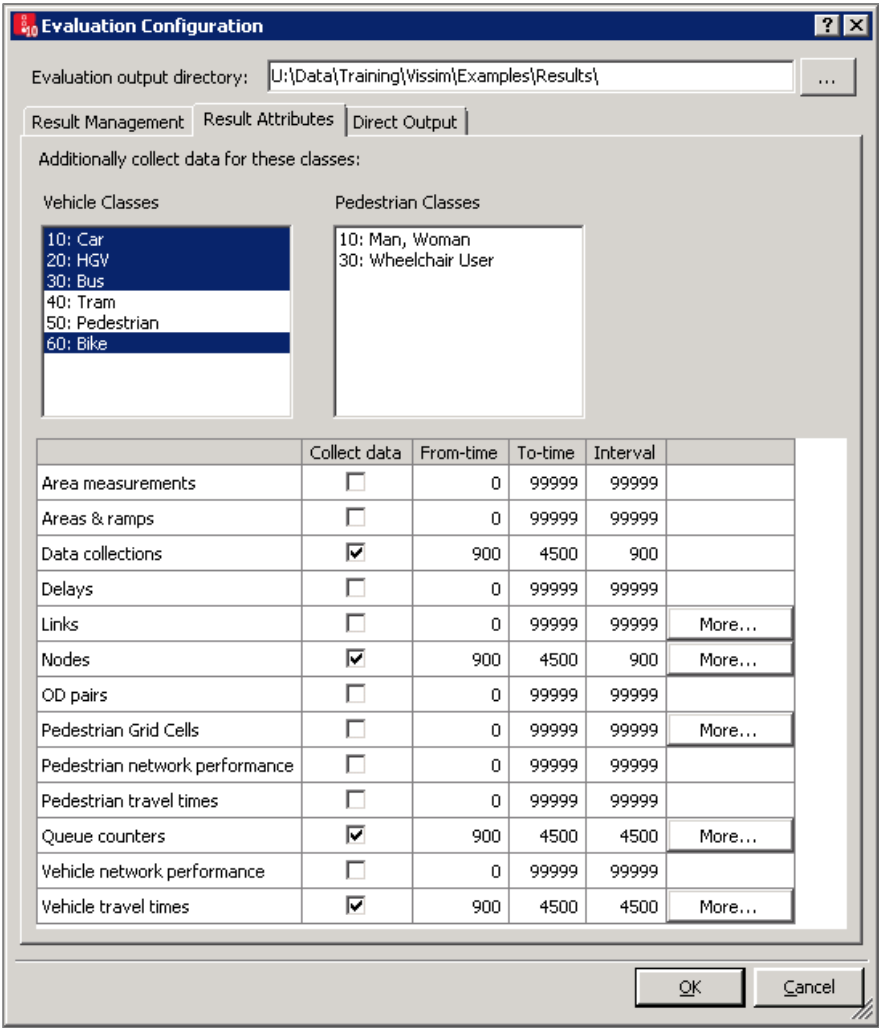 Evaluation Configuration
Evaluation output directory: U:\Data\Training\Vissim\Examples\Results\ ...
Result Management Result Attributes Direct Output
Additionally collect data for these classes:
Vehicle Classes Pedestrian Classes
10: Car 10: Man, Woman
20: HGV 30: Wheelchair User
30: Bus
40: Tram
50: Pedestrian
60: Bike
Collect data From-time To-time Interval
Area measurements 0 99999 99999
Areas & ramps 0 99999 99999
Data collections 900 4500 900
Delays 0 99999 99999
Links 0 99999 99999 More...
Nodes 900 4500 900 More...
OD pairs 0 99999 99999
Pedestrian Grid Cells 0 99999 99999 More...
Pedestrian network performance 0 99999 99999
Pedestrian travel times 0 99999 99999
Queue counters 900 4500 4500 More...
Vehicle network performance 0 99999 99999
Vehicle travel times 900 4500 4500 More...
OK Cancel